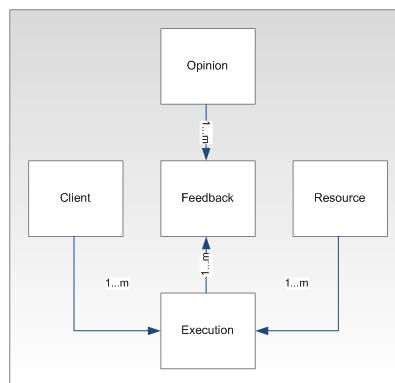 Opinion
1...m
Client
Feedback
Resource
1...m
1...m
1...m
Execution